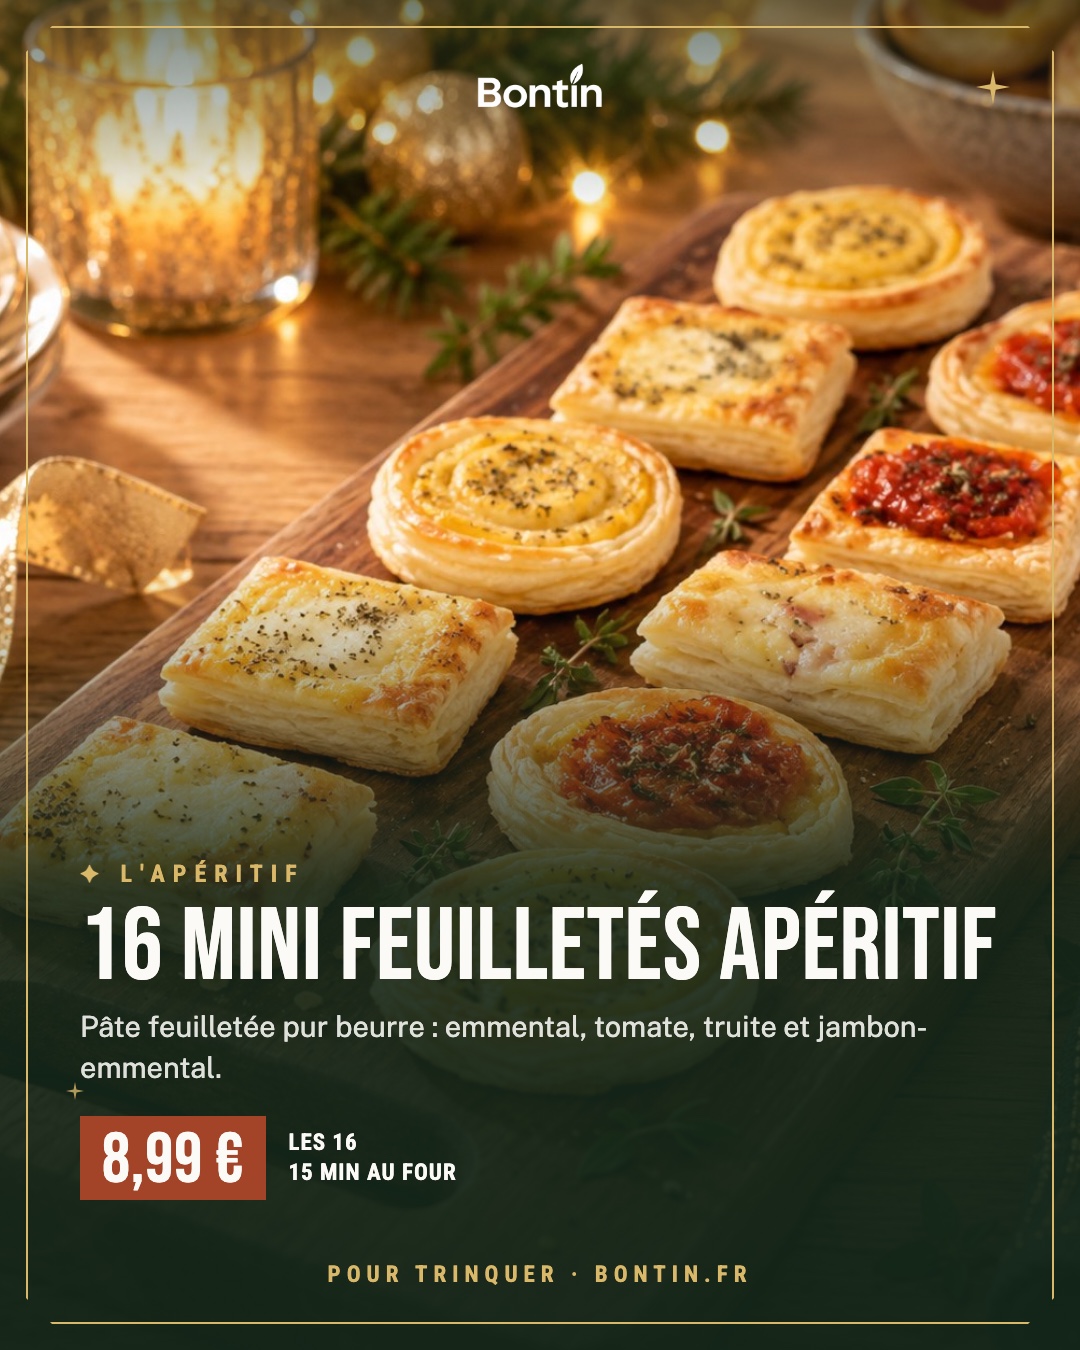 Bontin
L'APÉRITIF
16 MINI FEUILLETÉS APÉRITIF
Pâte feuilletée pur beurre : emmental, tomate, truite et jambon-
emmental.
8,99 €
LES 16
15 MIN AU FOUR
POUR TRINQUER · BONTIN.FR